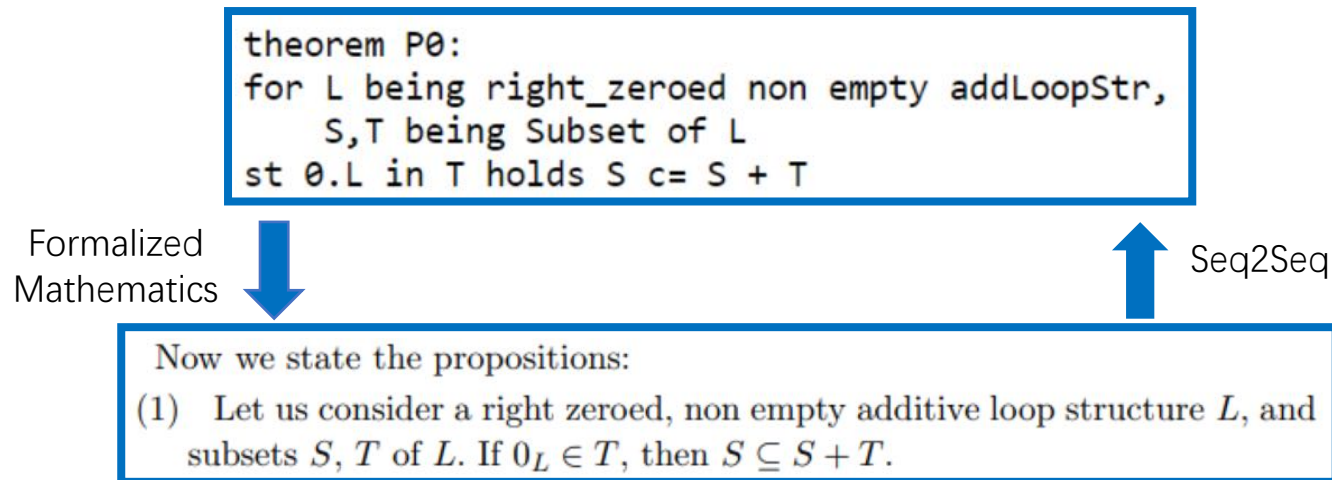 theorem P0:
for L being right_zeroed non empty addLoopStr,
S,T being Subset of L
st 0.L in T holds S c= S + T
Formalized
Mathematics
Seq2Seq
Now we state the propositions:
(1) Let us consider a right zeroed, non empty additive loop structure L, and
subsets S, T of L. If 0_L ∈ T, then S ⊆ S + T.